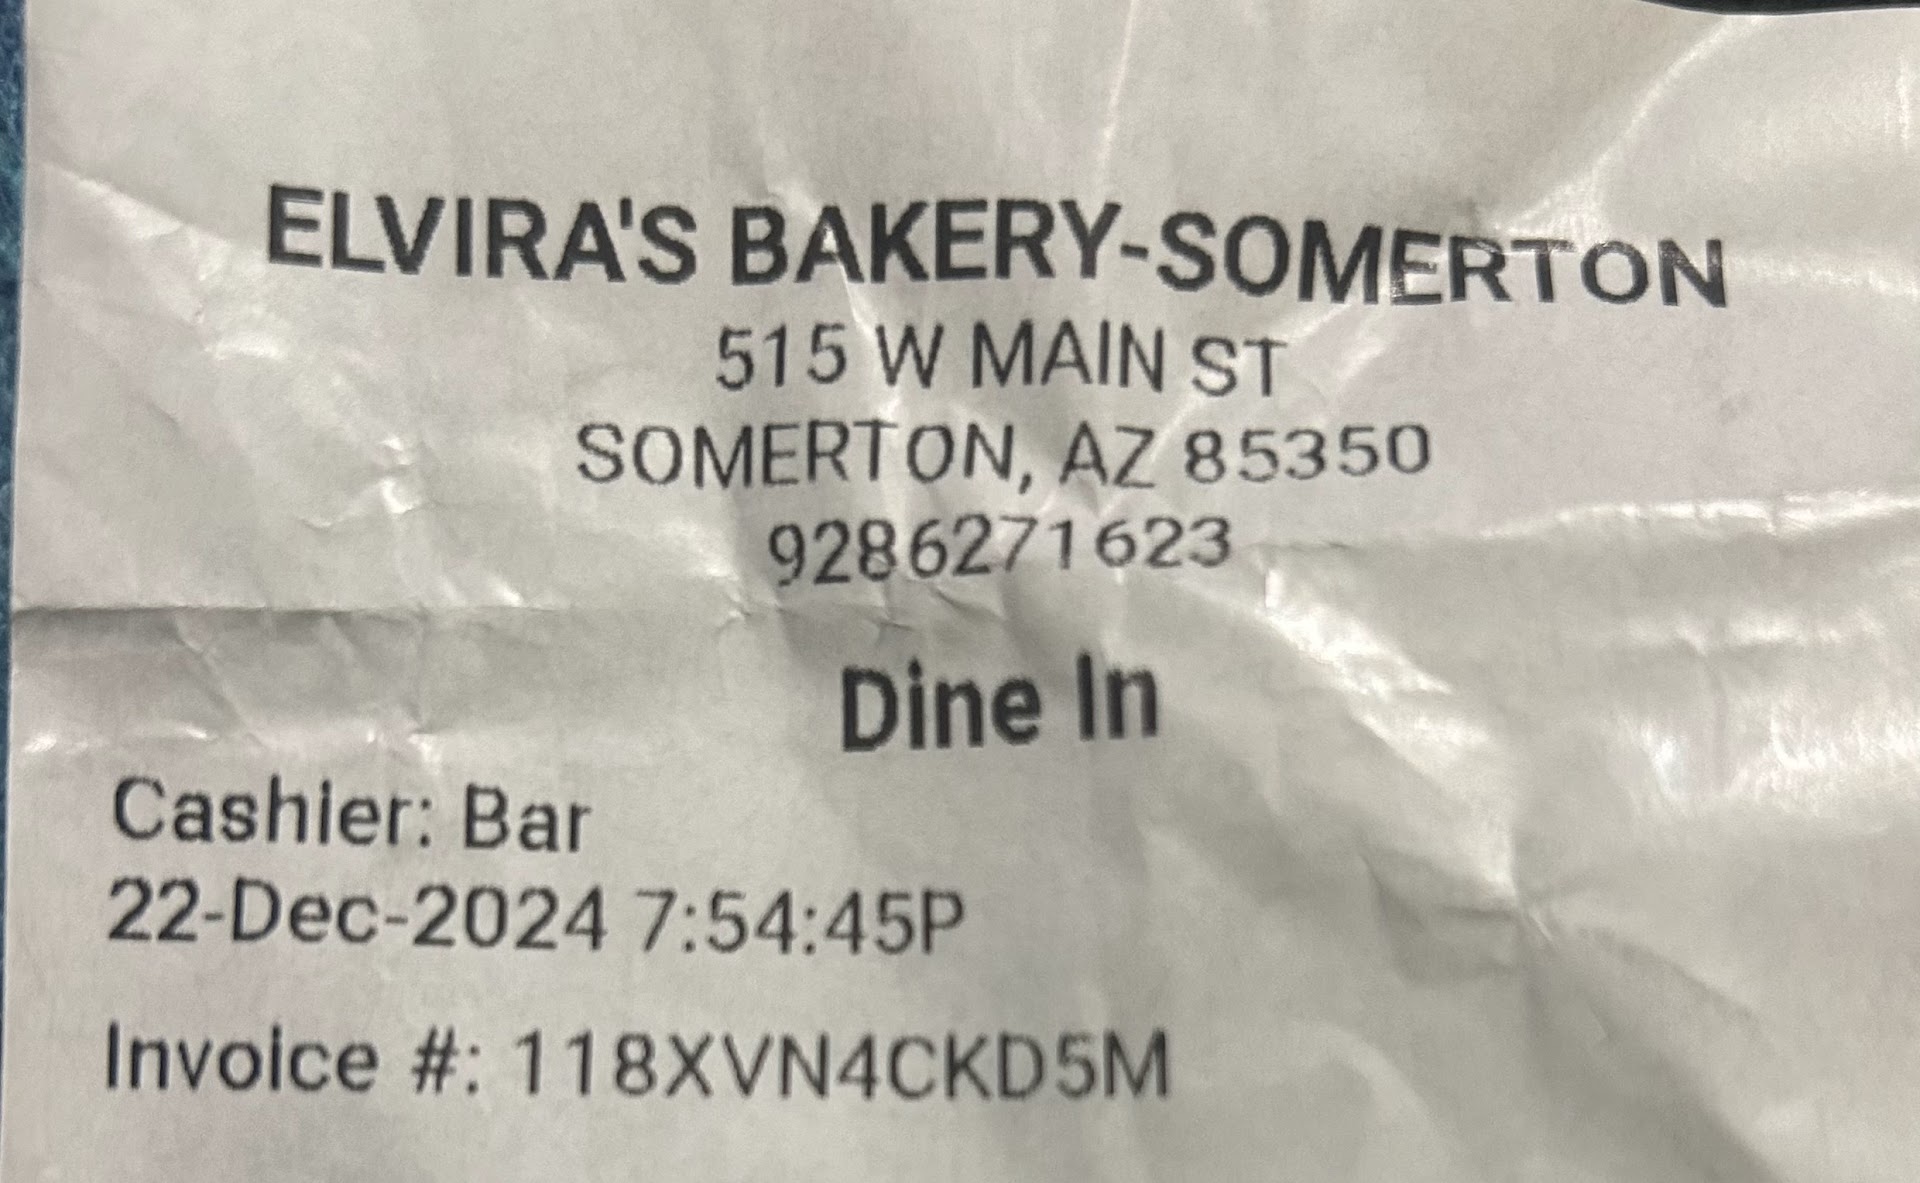 ELVIRA'S BAKERY-SOMERTON
515 W MAIN ST
SOMERTON, AZ 85350
9286271623
Dine In
Cashier: Bar
22-Dec-2024 7:54:45P
Invoice #: 118XVN4CKD5M